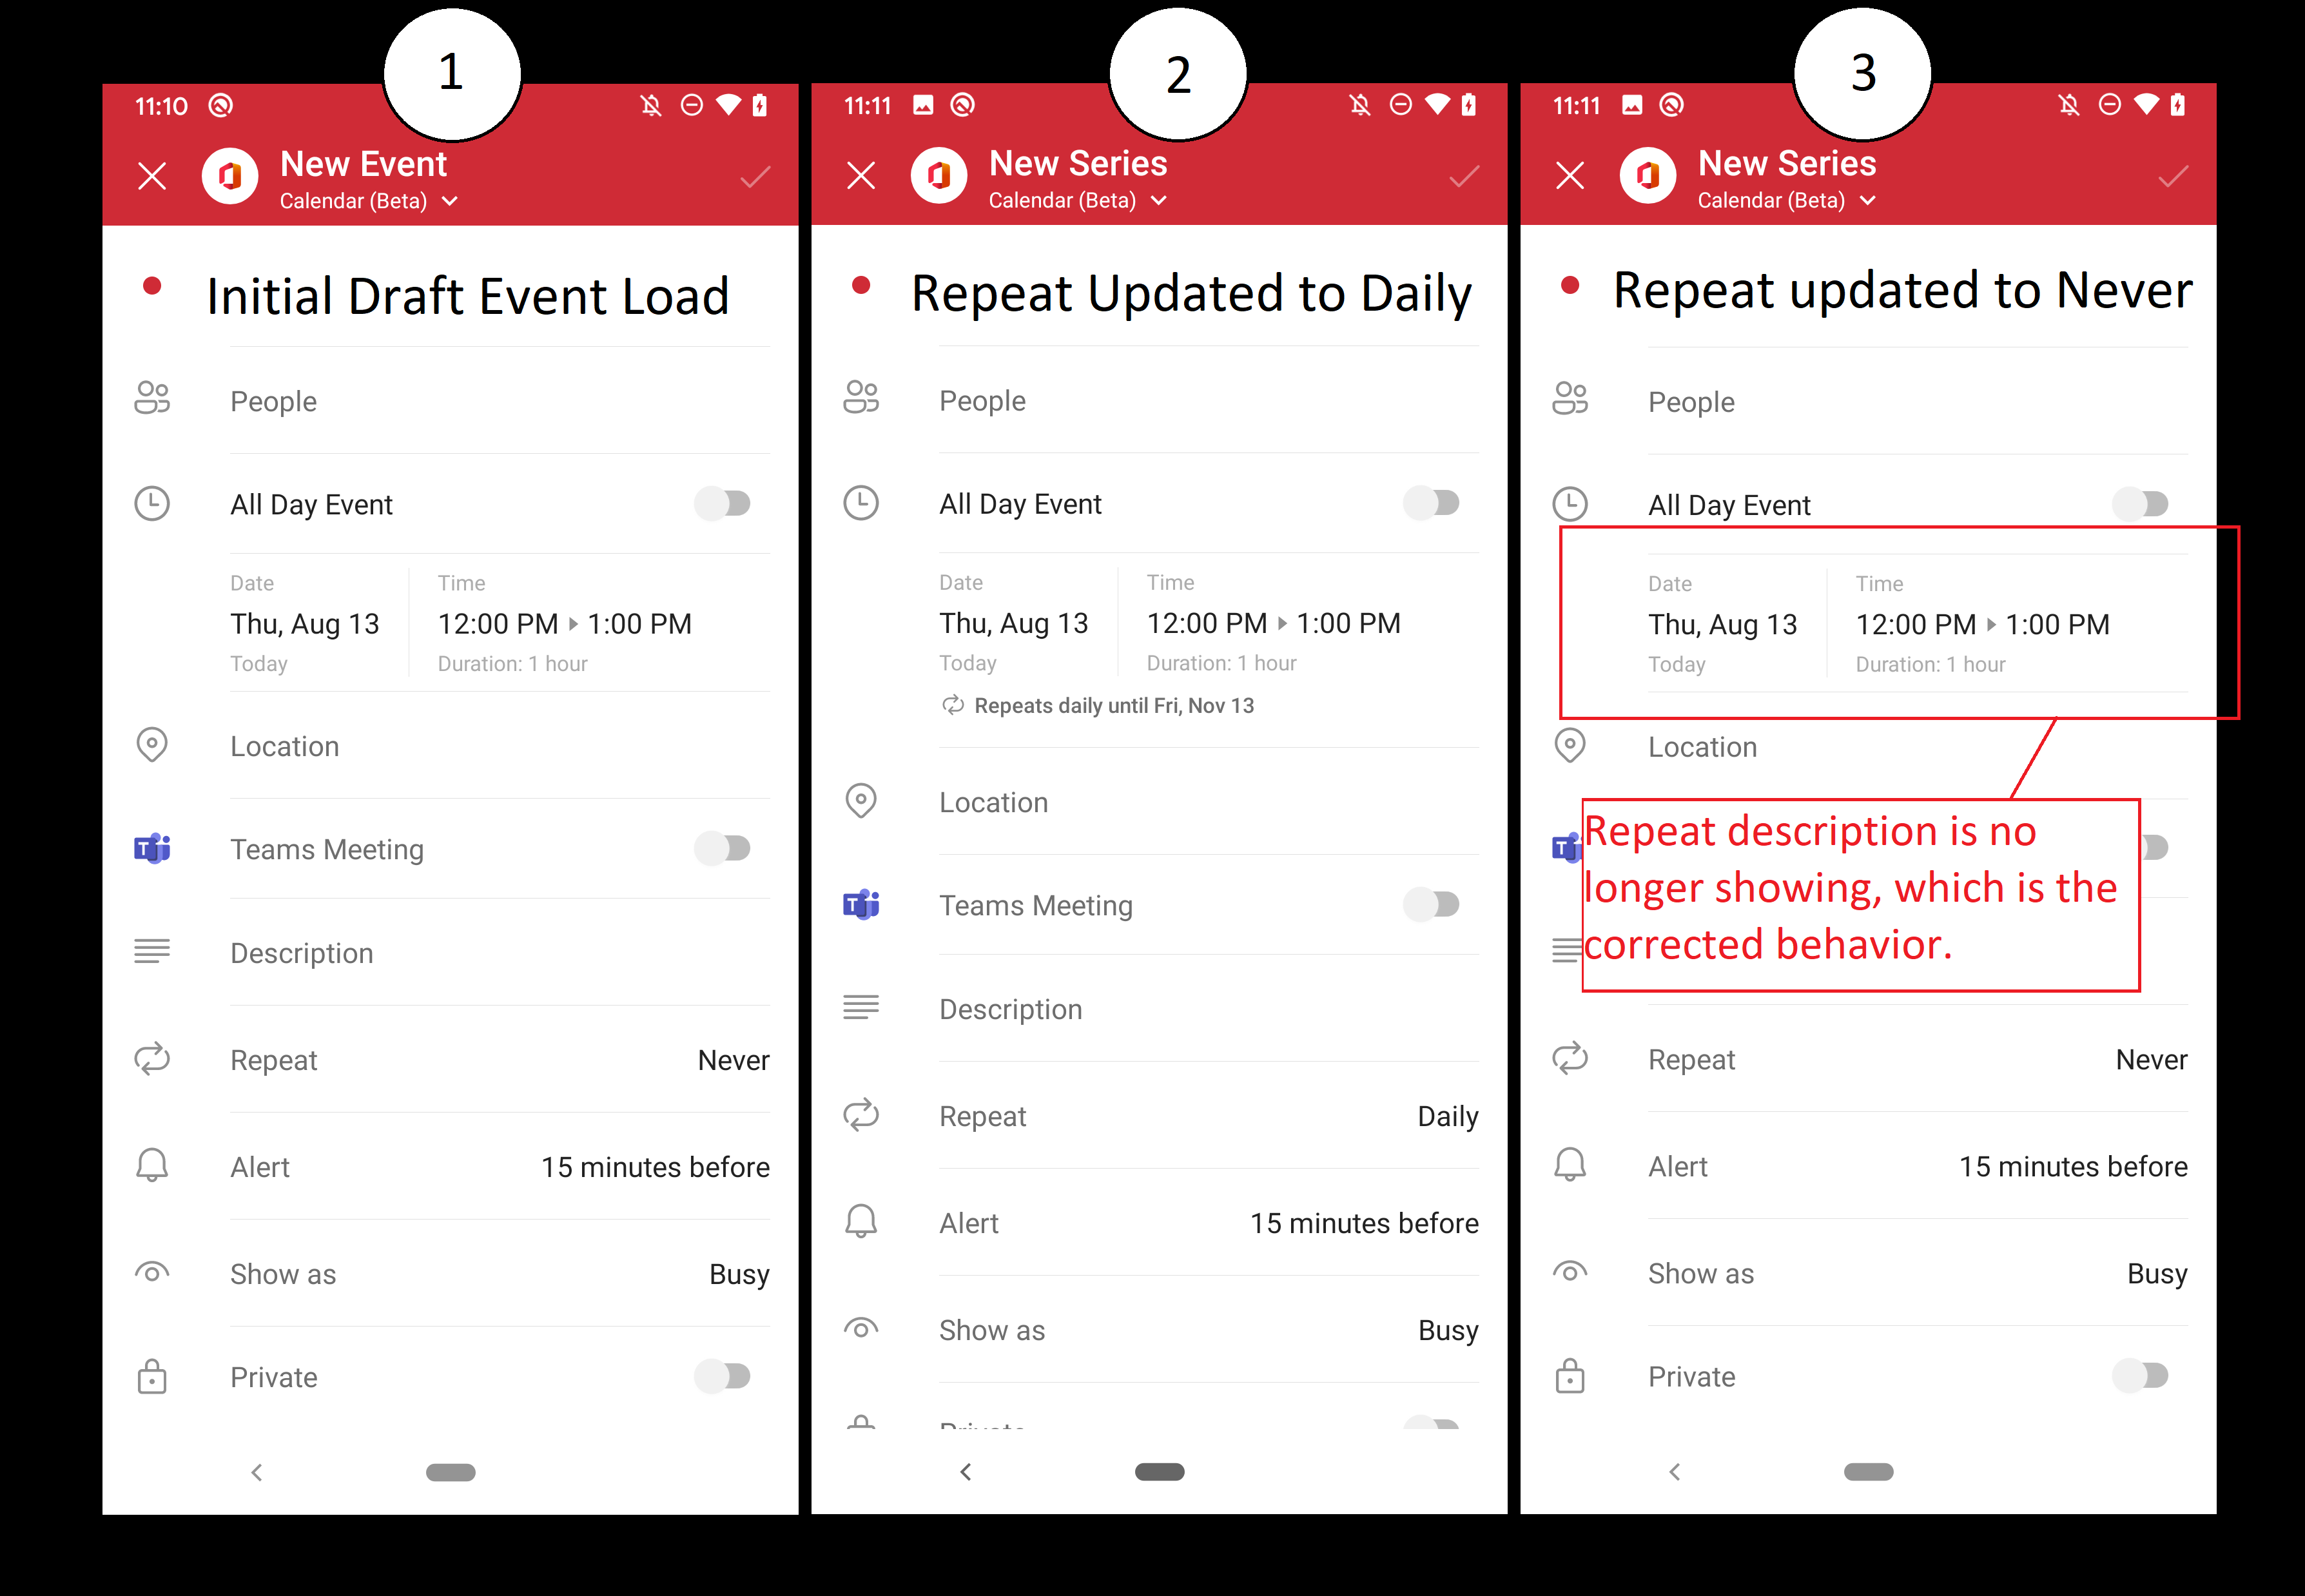 1
11:10
New Event
Calendar (Beta)
Initial Draft Event Load
People
All Day Event
Date
Time
Thu, Aug 13
12:00 PM 1:00 PM
Today
Duration: 1 hour
Location
Teams Meeting
Description
Repeat
Never
Alert
15 minutes before
Show as
Busy
Private
2
11:11
New Series
Calendar (Beta)
Repeat Updated to Daily
People
All Day Event
Date
Time
Thu, Aug 13
12:00 PM 1:00 PM
Today
Duration: 1 hour
Repeats daily until Fri, Nov 13
Location
T
Teams Meeting
Description
Repeat
Daily
Alert
15 minutes before
Show as
Busy
Private
3
11:11
New Series
Calendar (Beta)
Repeat updated to Never
People
All Day Event
Date
Time
Thu, Aug 13
12:00 PM 1:00 PM
Today
Duration: 1 hour
Location
Repeat description is no
longer showing, which is the
corrected behavior.
Repeat
Never
Alert
15 minutes before
Show as
Busy
Private